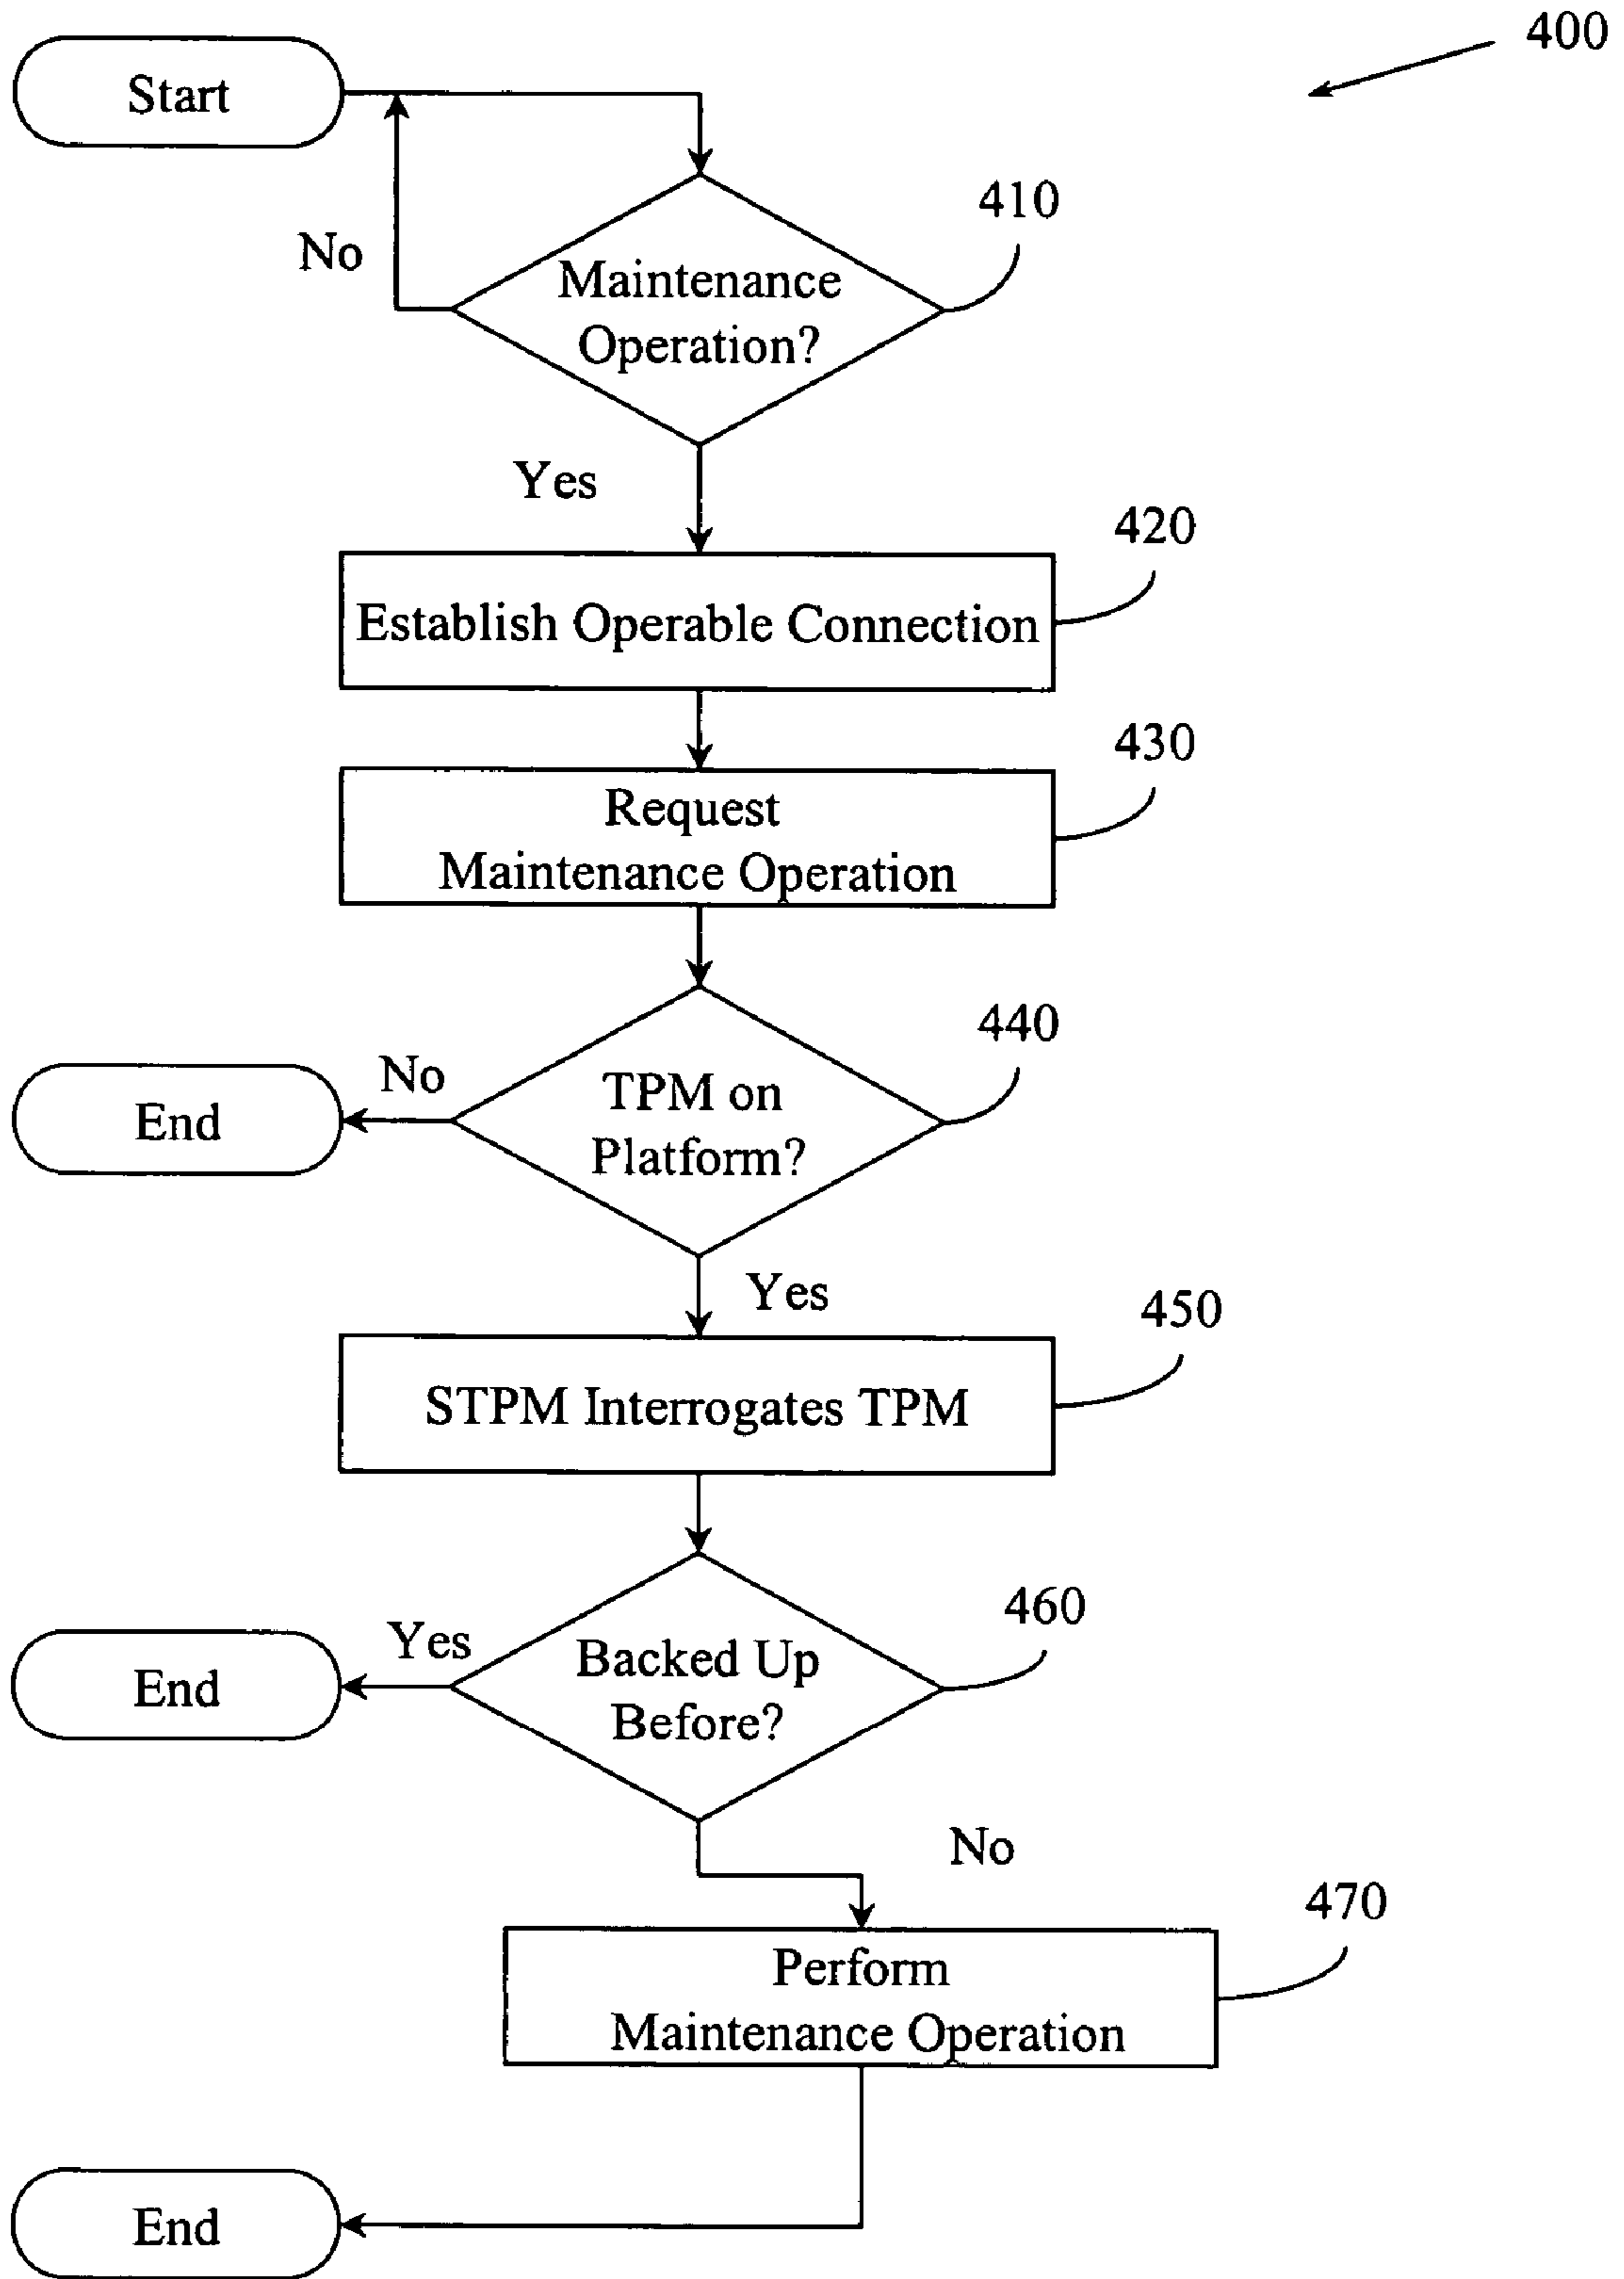 400
Start
410
No
Maintenance
Operation?
Yes
420
Establish Operable Connection
430
Request
Maintenance Operation
440
No
TPM on
Platform?
End
Yes
450
STPM Interrogates TPM
460
Yes
Backed Up
Before?
End
No
470
Perform
Maintenance Operation
End